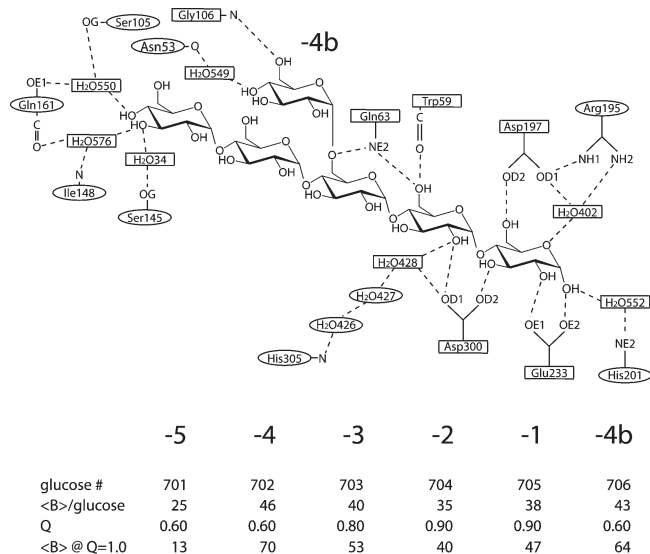 Gly106 N
OG Ser105
-4b
Asn53 O
OH
H2O549
OE1 H2O550
Gln161
C
O
H2O576
OH
HO
HO
OH
O
HO
HO
OH
O
Gln63
NE2
Trp59
C
O
Arg195
Asp197
NH1 NH2
OD2 OD1
H2O402
H2O34
N
Ile148
OG
Ser145
OH
O
HO
OH
O
O
O
HO
OH
O
OH
O
HO
OH
O
OH
O
HO
OH
OH
H2O428
H2O427
H2O426
His305 N
OD1 OD2
Asp300
OE1 OE2
Glu233
H2O552
NE2
His201
-5 -4 -3 -2 -1 -4b
glucose # 701 702 703 704 705 706
<B>/glucose 25 46 40 35 38 43
Q 0.60 0.60 0.80 0.90 0.90 0.60
<B> @ Q=1.0 13 70 53 40 47 64